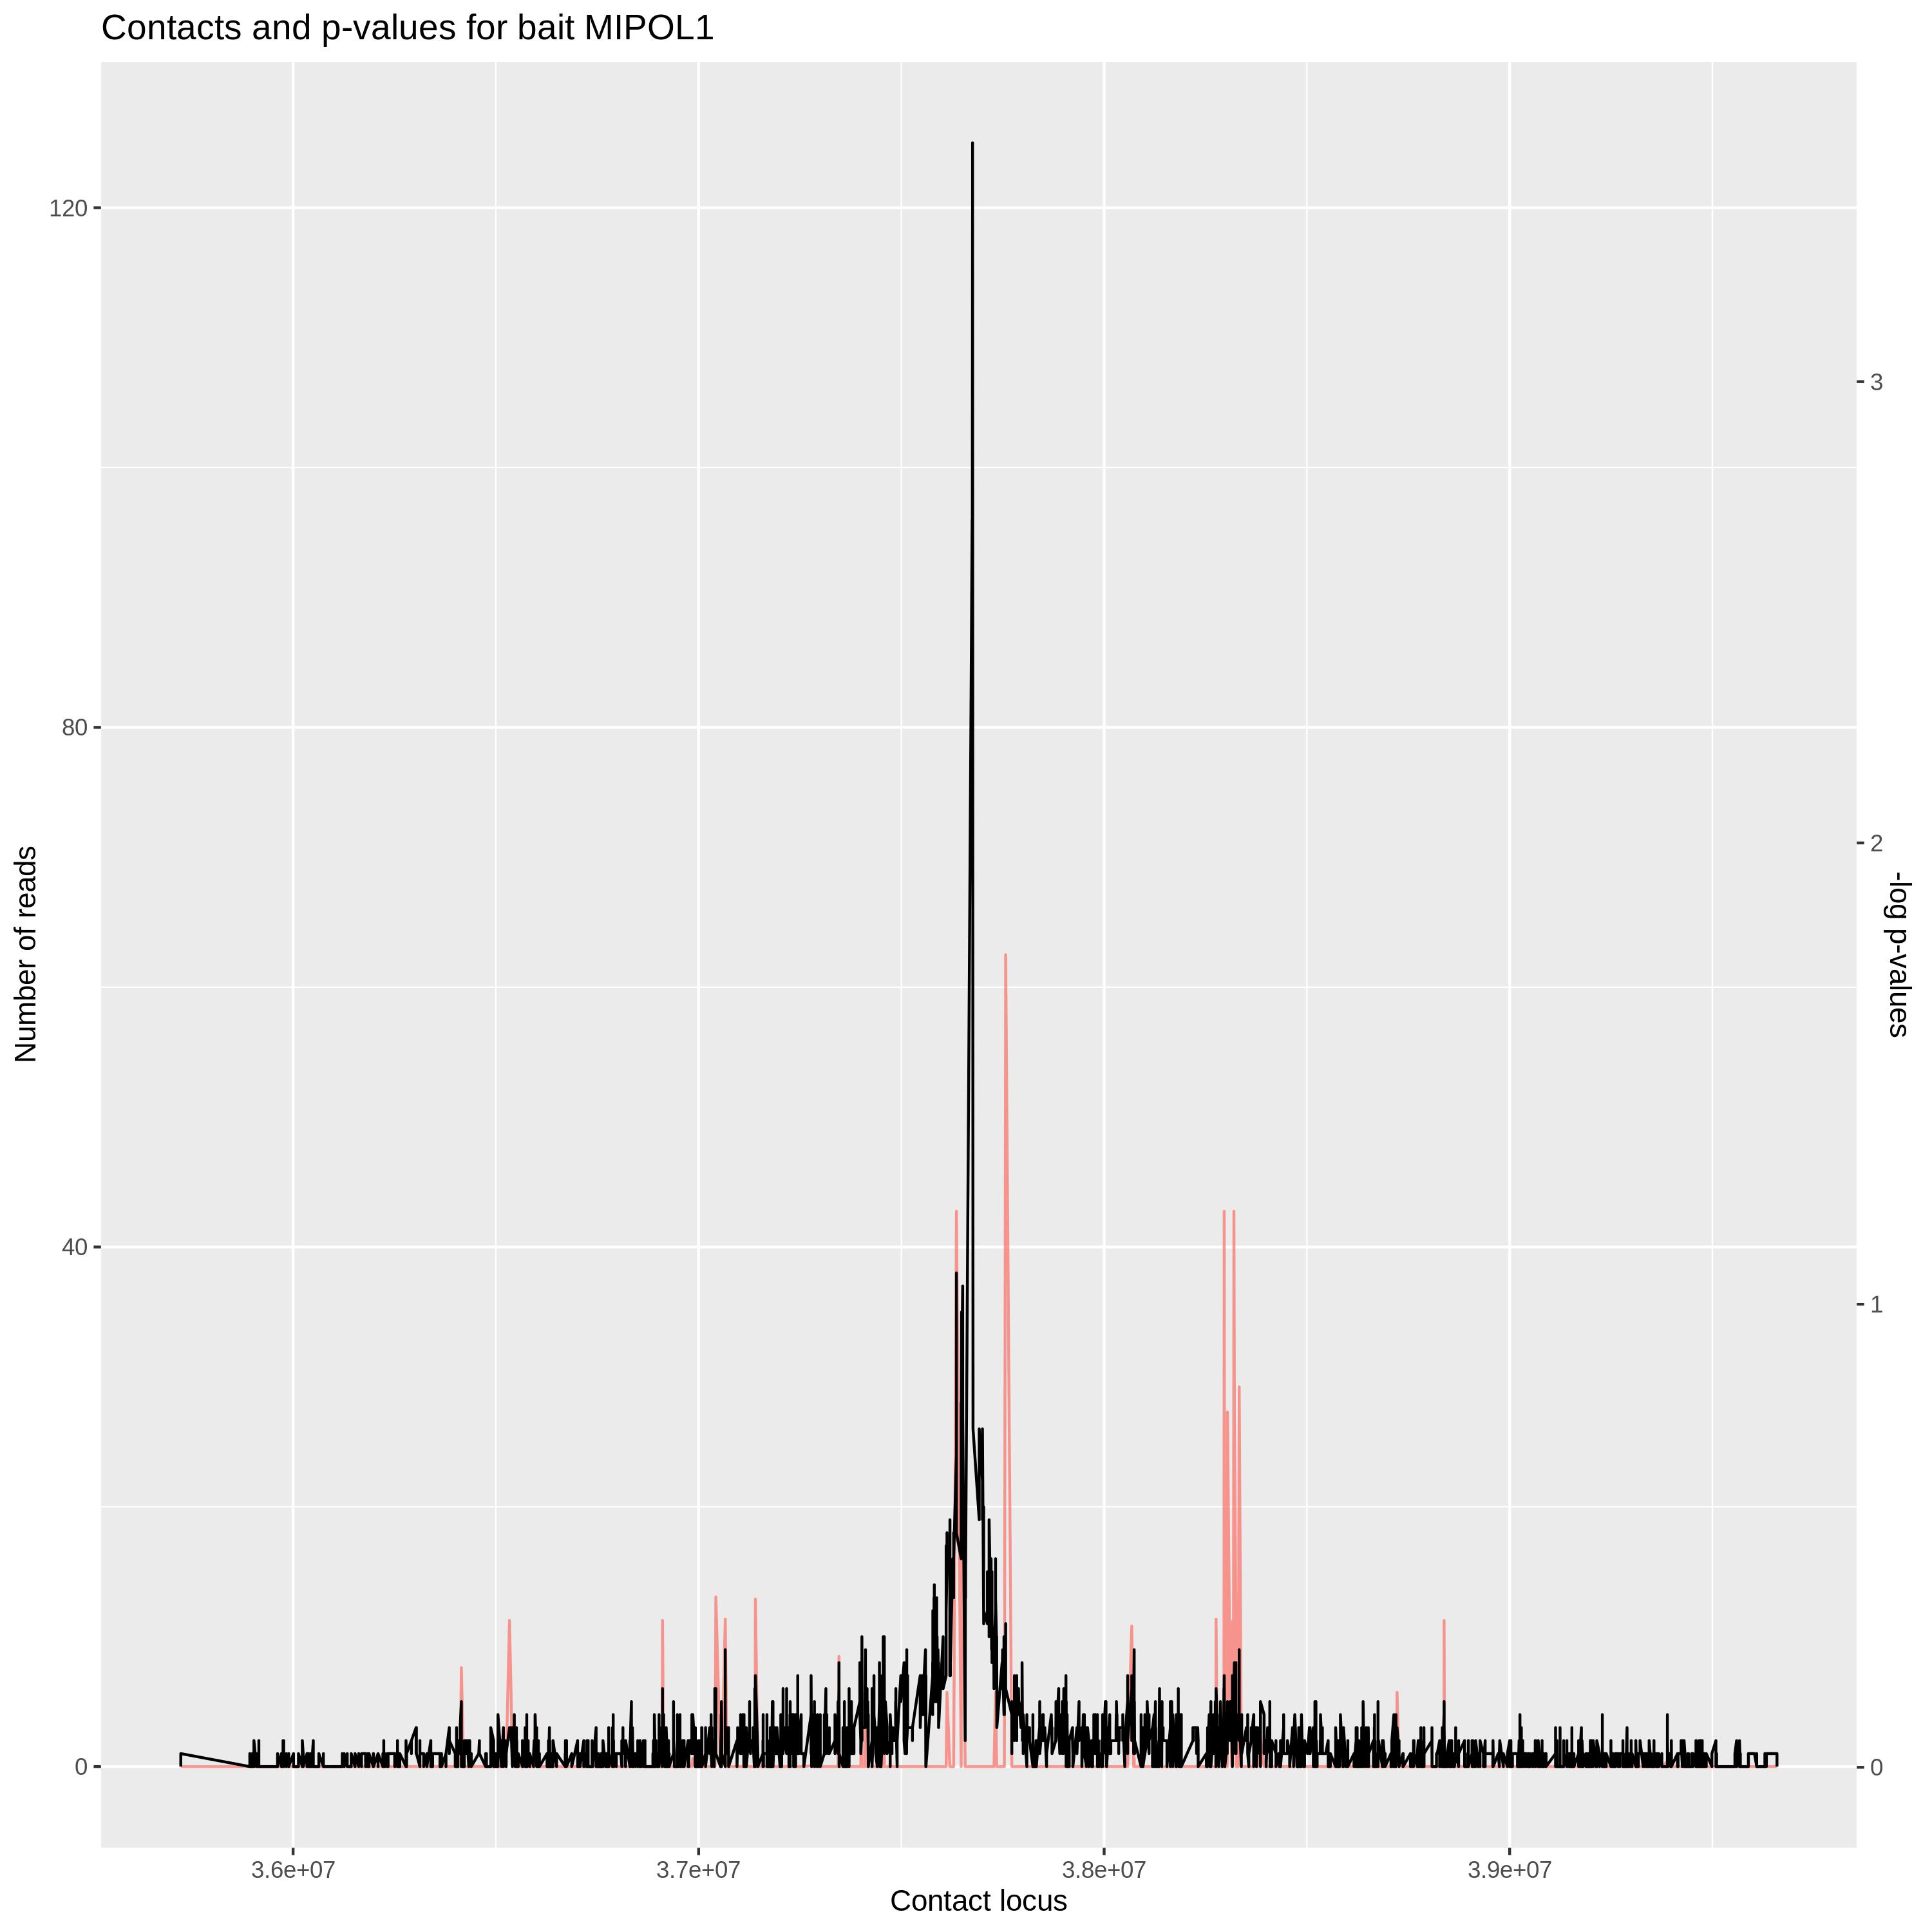 Contacts and p-values for bait MIPOL1
120
80
40
0
Number of reads
3
2
1
0
-log p-values
3.6e+07
3.7e+07
3.8e+07
3.9e+07
Contact locus